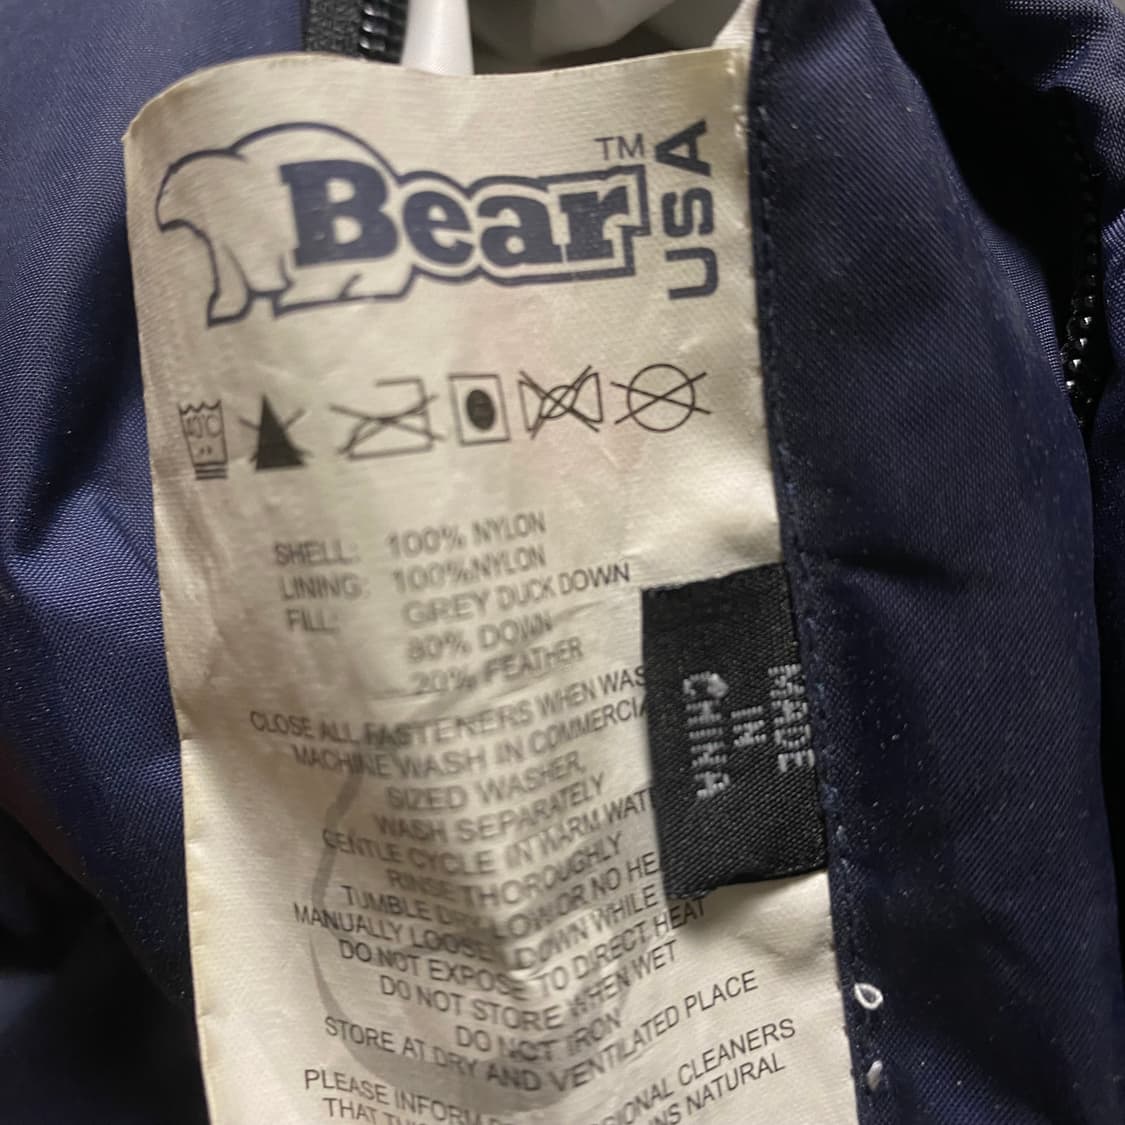 Bear™ USA
40°C
SHELL: 100% NYLON
LINING: 100%NYLON
FILL: GREY DUCK DOWN
80% DOWN
20% FEATHER
CLOSE ALL FASTENERS WHEN WAS
MACHINE WASH IN COMMERCIA
SIZED WASHER,
WASH SEPARATELY
GENTLE CYCLE IN WARM WAT
RINSE THOROUGHLY
TUMBLE DRY LOW OR NO HE
MANUALLY LOOSE DOWN WHILE
DO NOT EXPOSE TO DIRECT HEAT
DO NOT STORE WHEN WET
DO NOT IRON
STORE AT DRY AND VENTILATED PLACE
PLEASE INFORM CLEANERS
THAT NATURAL
MADE
IN
CHINA